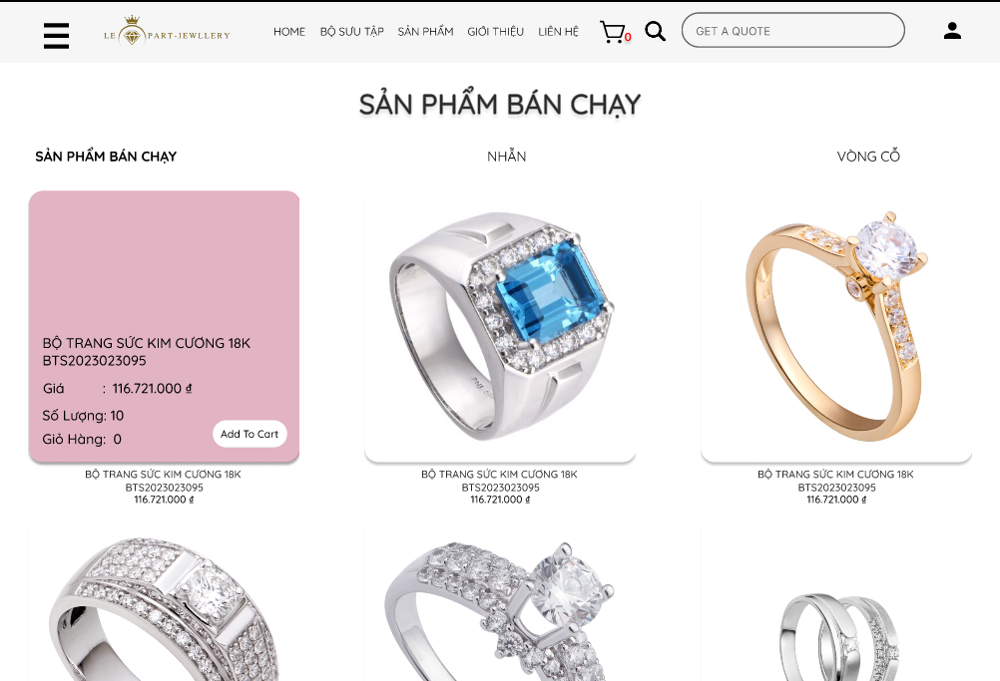 LE PART-JEWLLERY
HOME BỘ SƯU TẬP SẢN PHẨM GIỚI THIỆU LIÊN HỆ 0 GET A QUOTE
SẢN PHẨM BÁN CHẠY
SẢN PHẨM BÁN CHẠY NHẪN VÒNG CỔ
BỘ TRANG SỨC KIM CƯƠNG 18K
BTS2023023095
Giá : 116.721.000 ₫
Số Lượng: 10
Giỏ Hàng: 0
Add To Cart
BỘ TRANG SỨC KIM CƯƠNG 18K
BTS2023023095
116.721.000 ₫
BỘ TRANG SỨC KIM CƯƠNG 18K
BTS2023023095
116.721.000 ₫
BỘ TRANG SỨC KIM CƯƠNG 18K
BTS2023023095
116.721.000 ₫